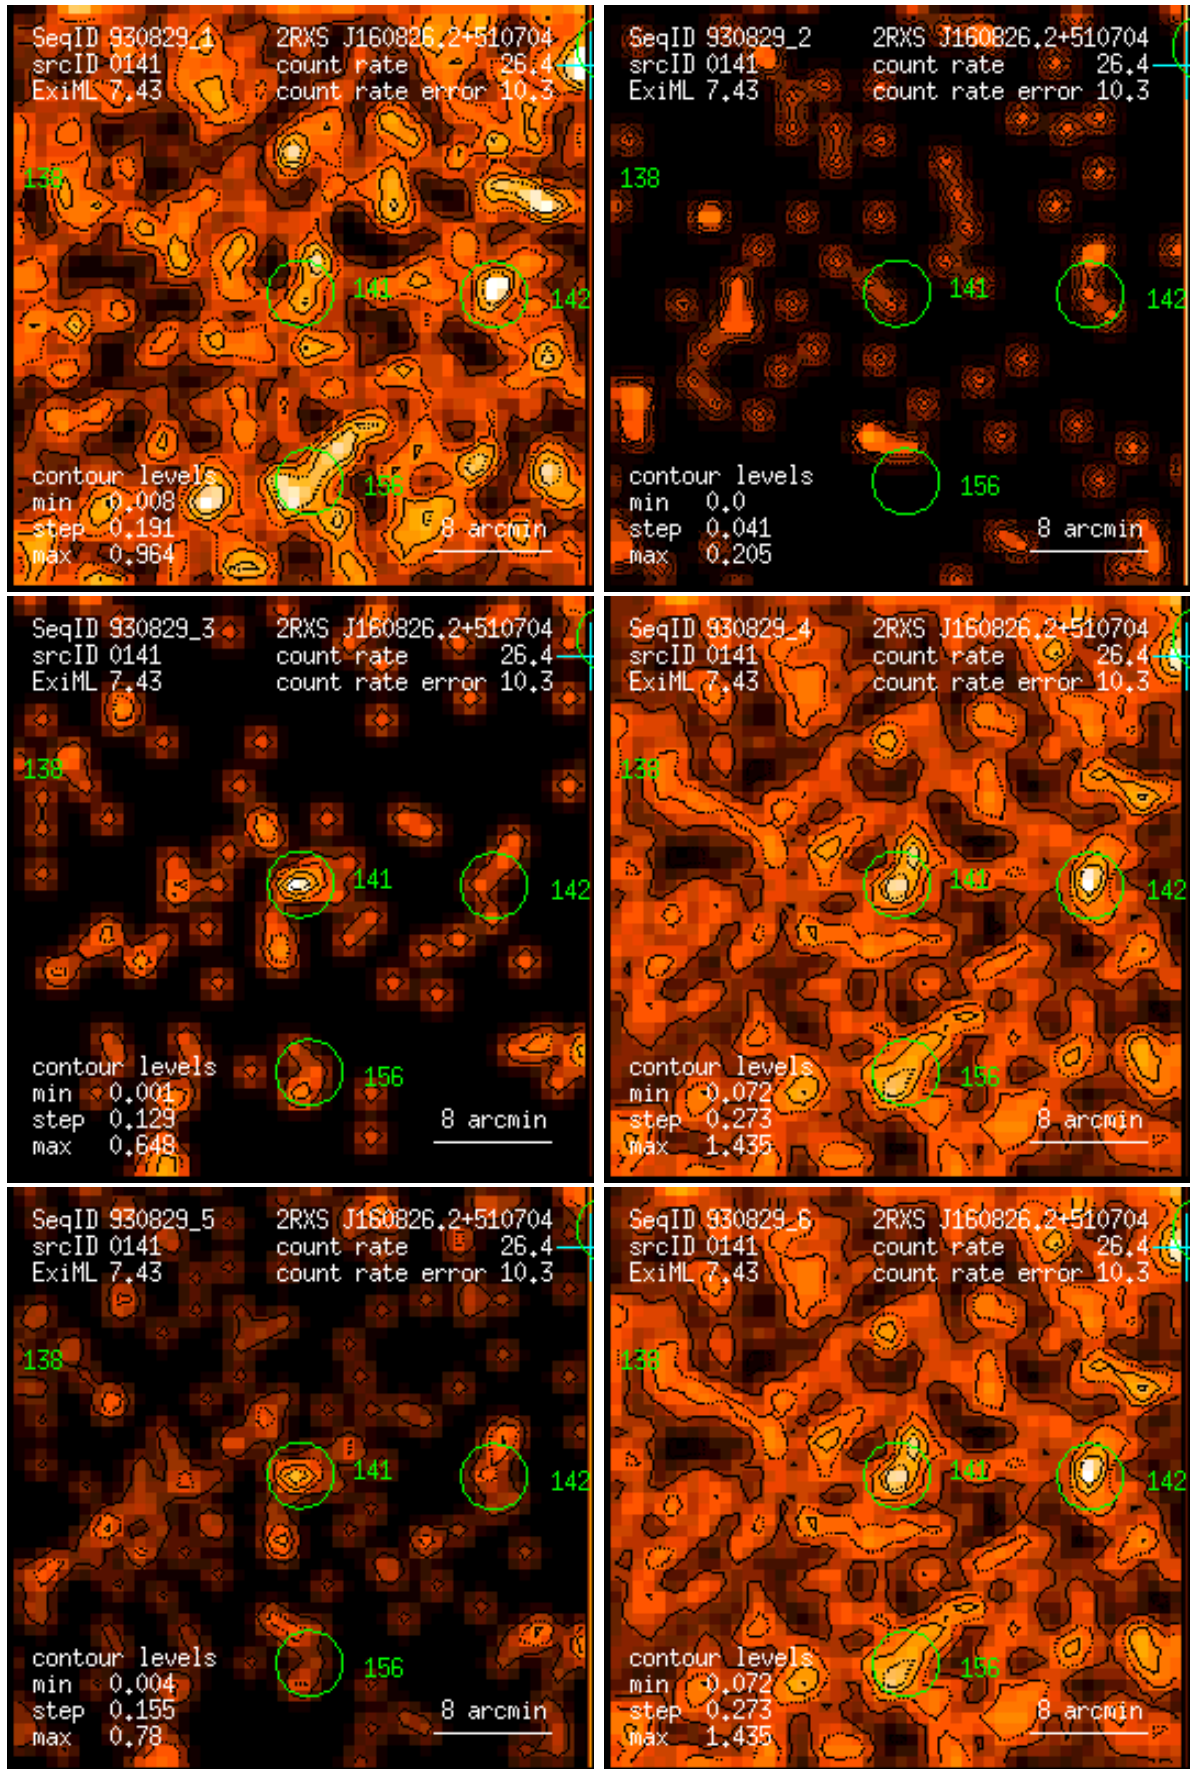 SeqID 930829_1 2RXS J160826.2+510704
srcID 0141 count rate 26.4
ExiML 7.43 count rate error 10.3
138
141
142
156
contour levels
min 0.008
step 0.191
max 0.964
8 arcmin
SeqID 930829_2 2RXS J160826.2+510704
srcID 0141 count rate 26.4
ExiML 7.43 count rate error 10.3
138
141
142
156
contour levels
min 0.0
step 0.041
max 0.205
8 arcmin
SeqID 930829_3 2RXS J160826.2+510704
srcID 0141 count rate 26.4
ExiML 7.43 count rate error 10.3
138
141
142
156
contour levels
min 0.001
step 0.129
max 0.648
8 arcmin
SeqID 930829_4 2RXS J160826.2+510704
srcID 0141 count rate 26.4
ExiML 7.43 count rate error 10.3
138
141
142
156
contour levels
min 0.072
step 0.273
max 1.435
8 arcmin
SeqID 930829_5 2RXS J160826.2+510704
srcID 0141 count rate 26.4
ExiML 7.43 count rate error 10.3
138
141
142
156
contour levels
min 0.004
step 0.155
max 0.78
8 arcmin
SeqID 930829_6 2RXS J160826.2+510704
srcID 0141 count rate 26.4
ExiML 7.43 count rate error 10.3
138
141
142
156
contour levels
min 0.072
step 0.273
max 1.435
8 arcmin